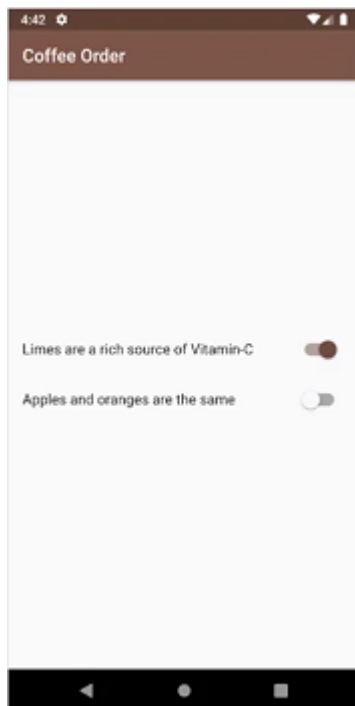 4:42
Coffee Order
Limes are a rich source of Vitamin-C
Apples and oranges are the same